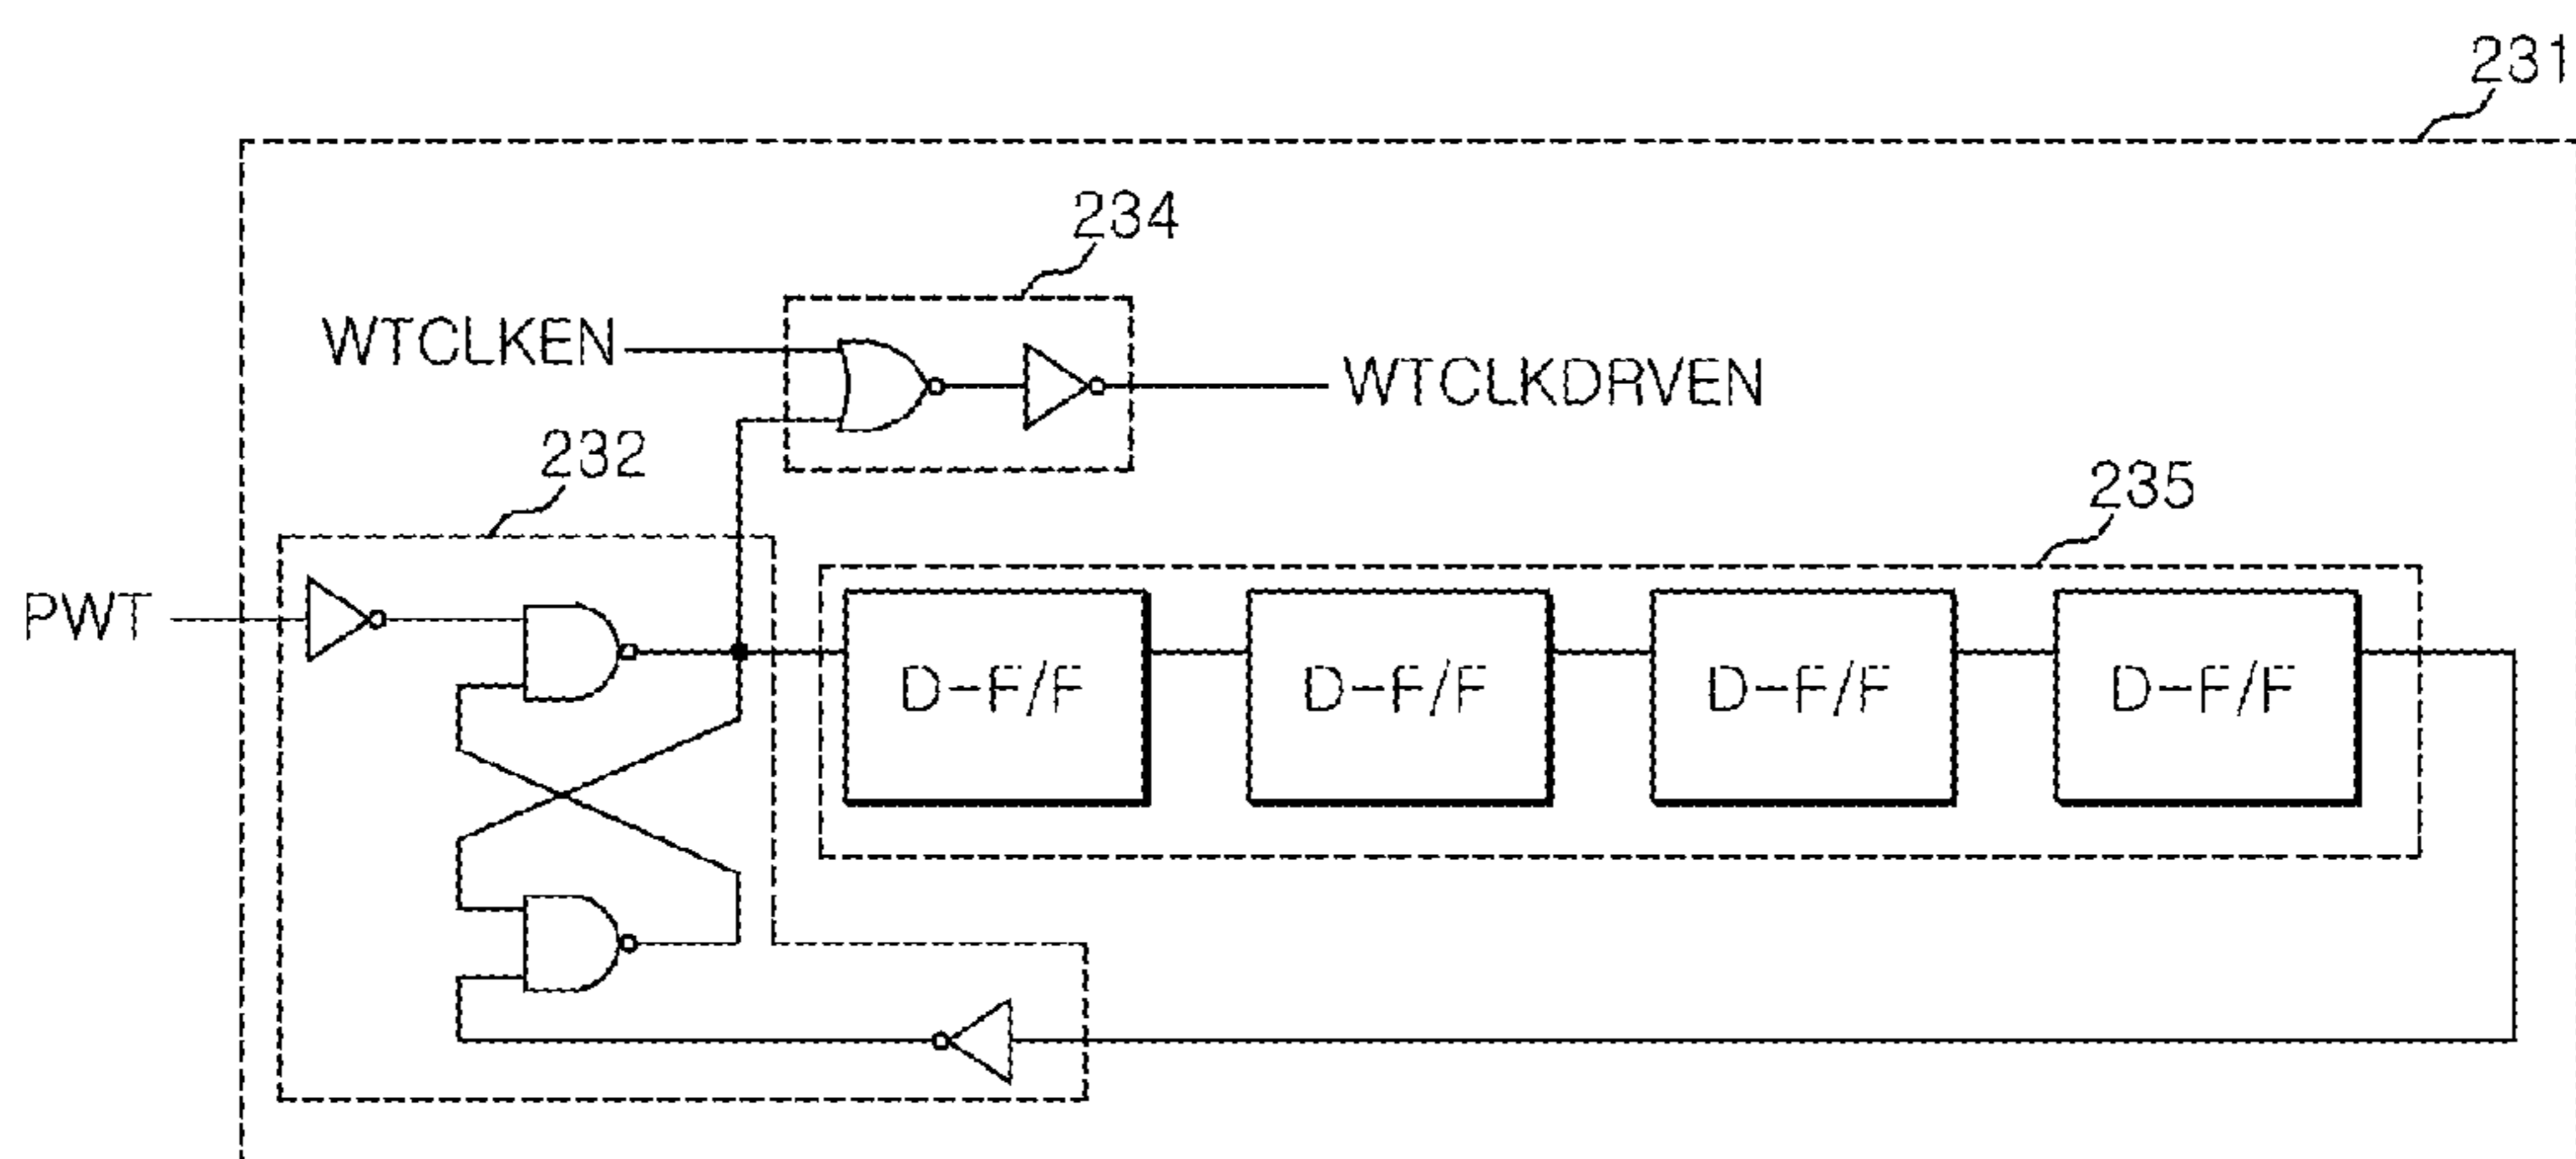 231
234
WTCLKEN
WTCLKDRVEN
232
235
PWT
D-F/F D-F/F D-F/F D-F/F